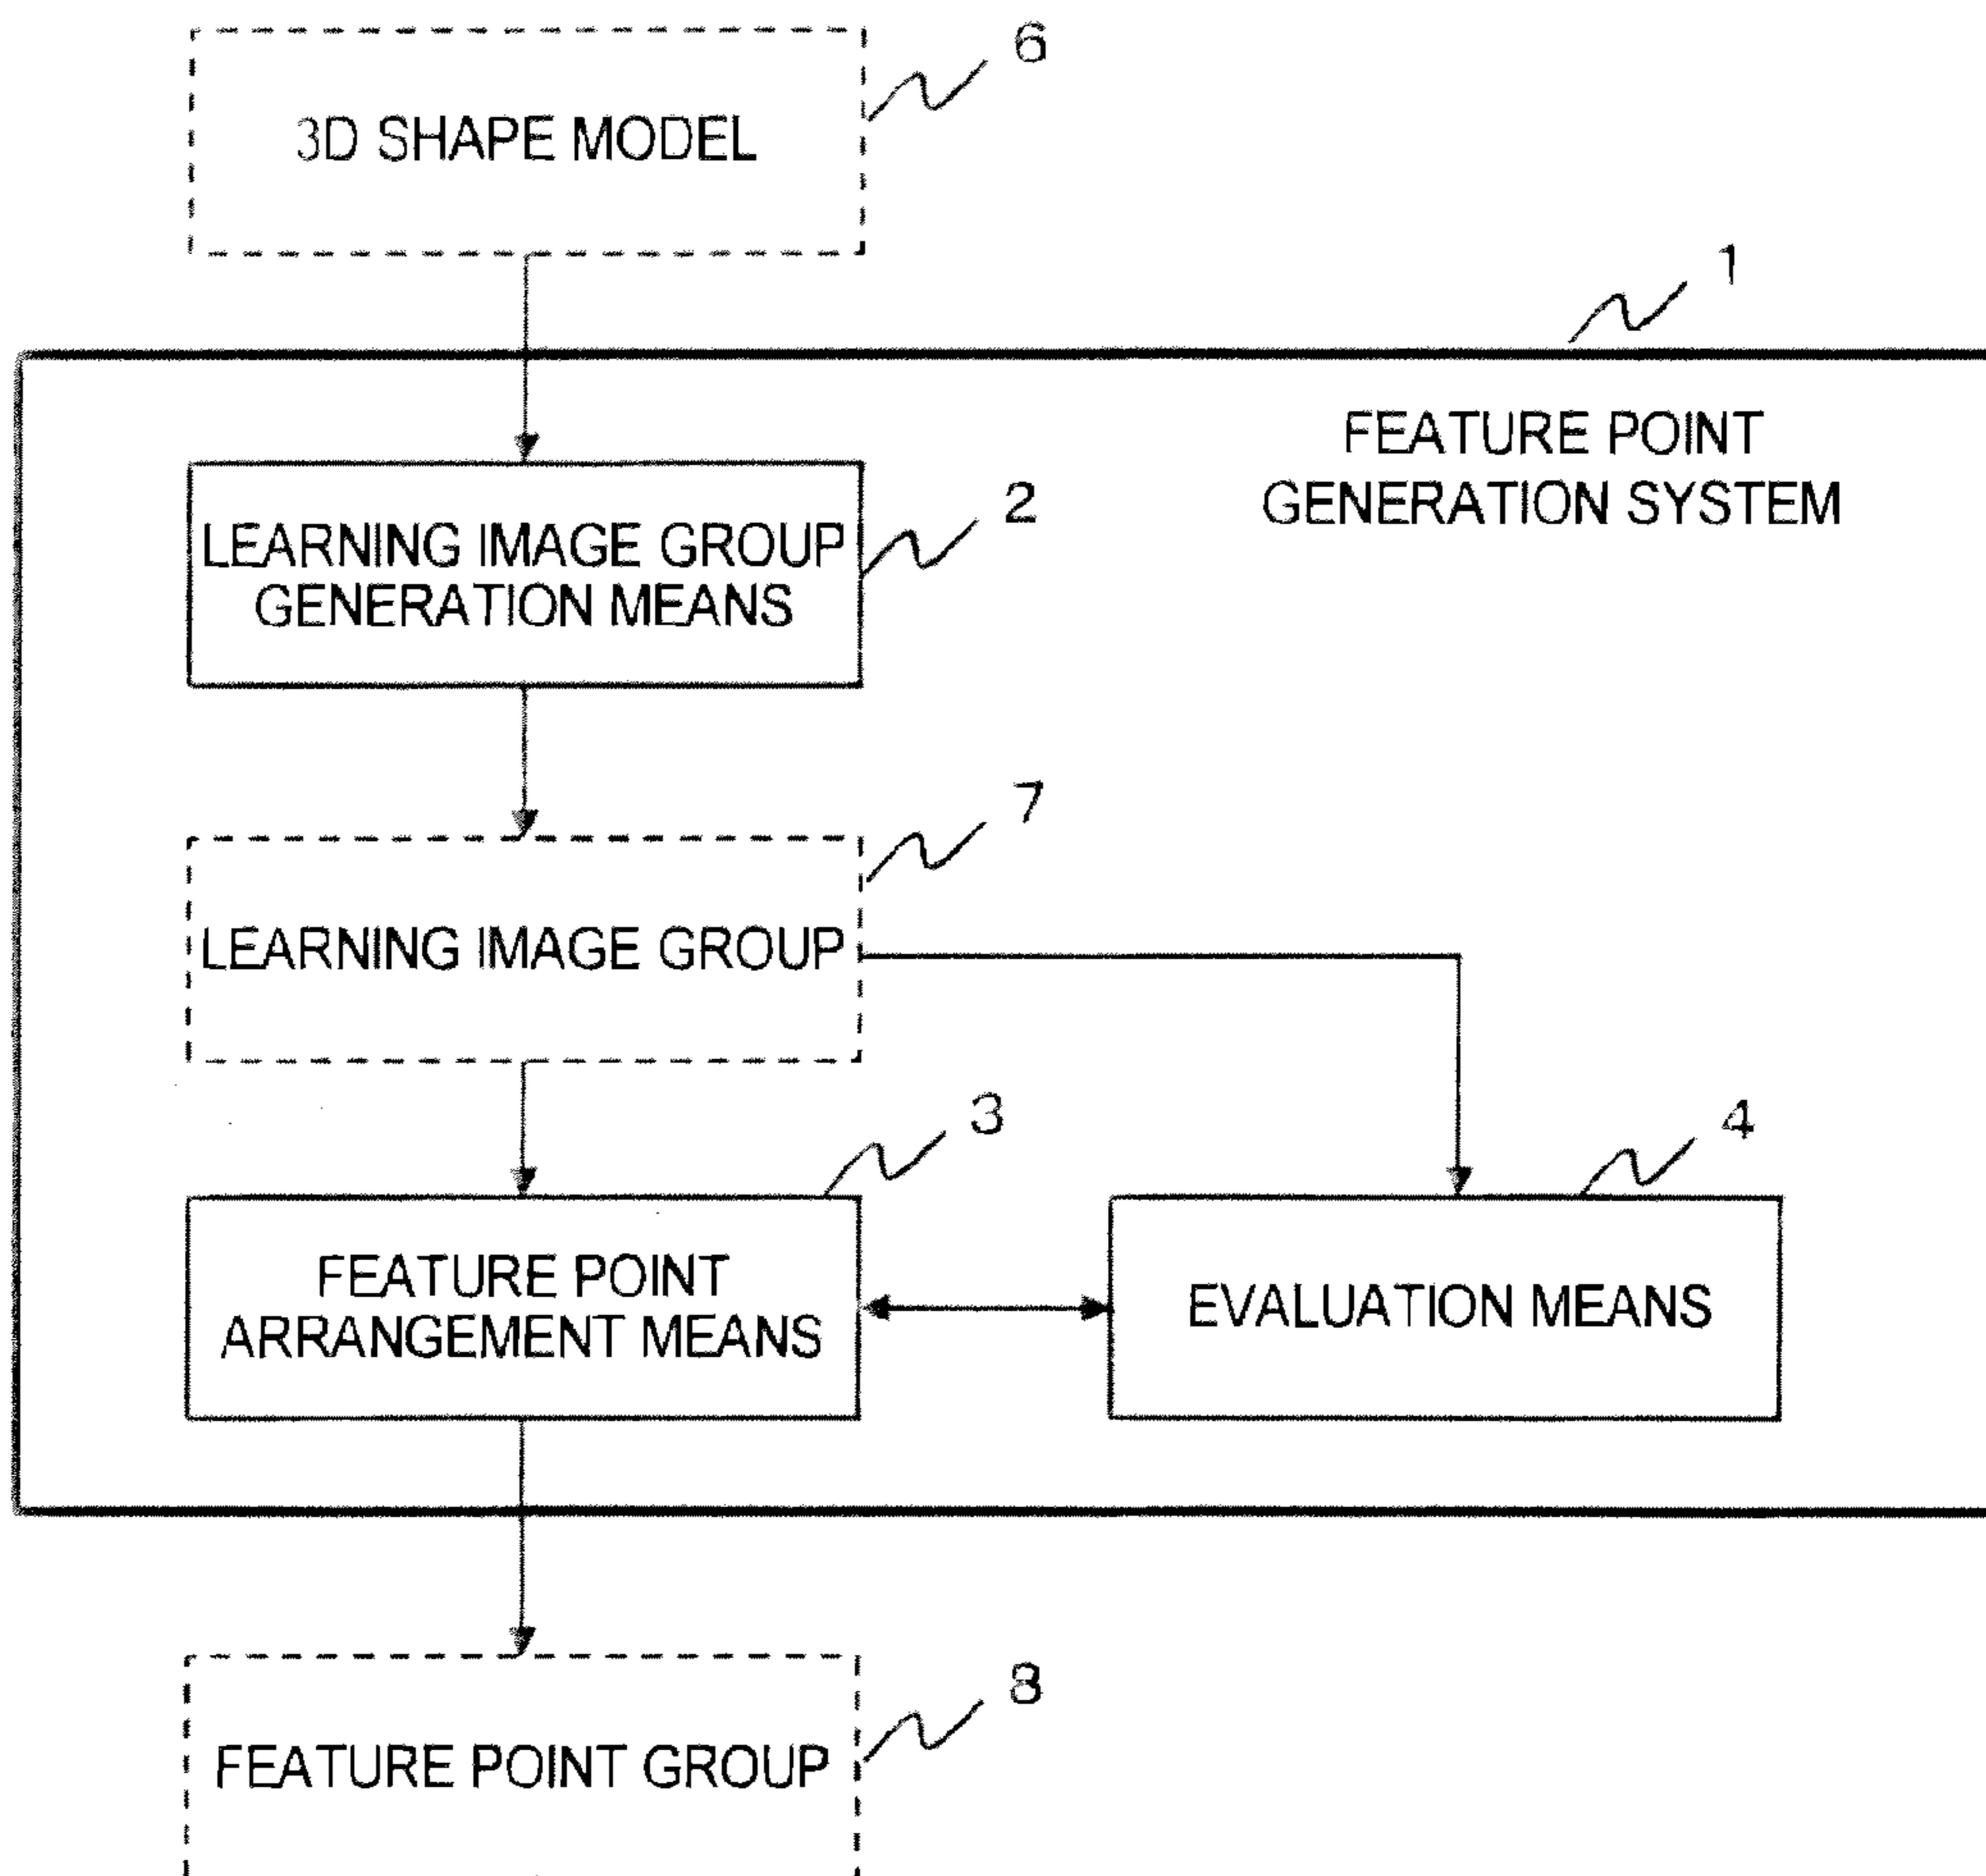 6
3D SHAPE MODEL
1
FEATURE POINT
GENERATION SYSTEM
2
LEARNING IMAGE GROUP
GENERATION MEANS
7
LEARNING IMAGE GROUP
3
4
FEATURE POINT
ARRANGEMENT MEANS
EVALUATION MEANS
8
FEATURE POINT GROUP